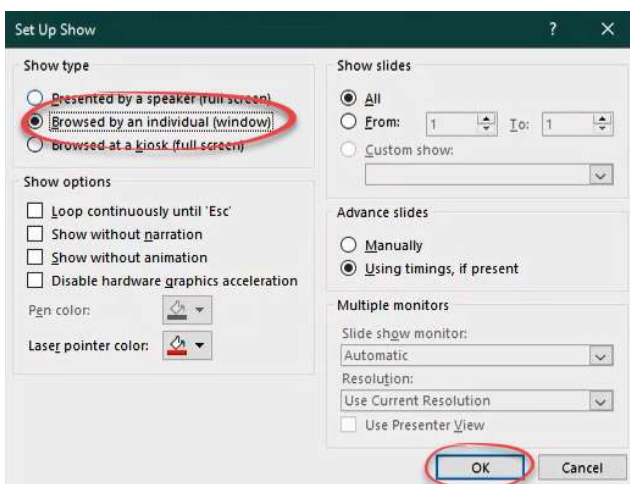 Set Up Show
Show type
Presented by a speaker (full screen)
Browsed by an individual (window)
Browsed at a kiosk (full screen)
Show options
Loop continuously until 'Esc'
Show without narration
Show without animation
Disable hardware graphics acceleration
Pen color:
Laser pointer color:
Show slides
All
From: 1 To: 1
Custom show:
Advance slides
Manually
Using timings, if present
Multiple monitors
Slide show monitor:
Automatic
Resolution:
Use Current Resolution
Use Presenter View
OK Cancel